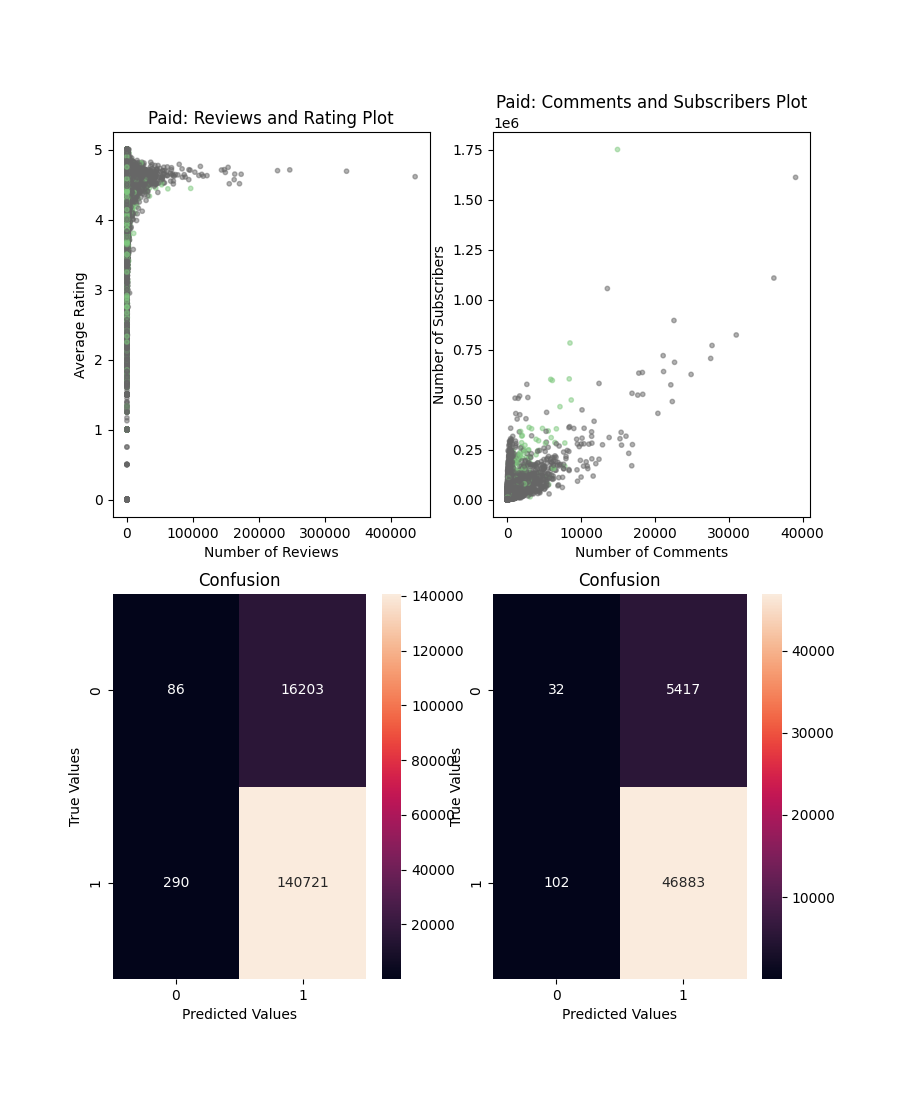 Paid: Reviews and Rating Plot
5
4
3
2
1
0
Average Rating
0 100000 200000 300000 400000
Number of Reviews
Paid: Comments and Subscribers Plot
1e6
1.75
1.50
1.25
1.00
0.75
0.50
0.25
0.00
Number of Subscribers
0 10000 20000 30000 40000
Number of Comments
Confusion
0
1
True Values
86 16203
290 140721
0 1
Predicted Values
140000
120000
100000
80000
60000
40000
20000
Confusion
0
1
True Values
32 5417
102 46883
0 1
Predicted Values
40000
30000
20000
10000